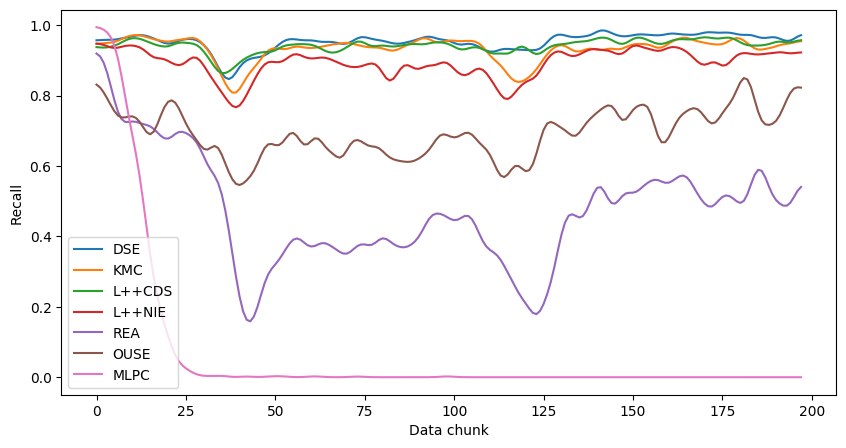 1.0
0.8
0.6
0.4
0.2
0.0
Recall
DSE
KMC
L++CDS
L++NIE
REA
OUSE
MLPC
0 25 50 75 100 125 150 175 200
Data chunk